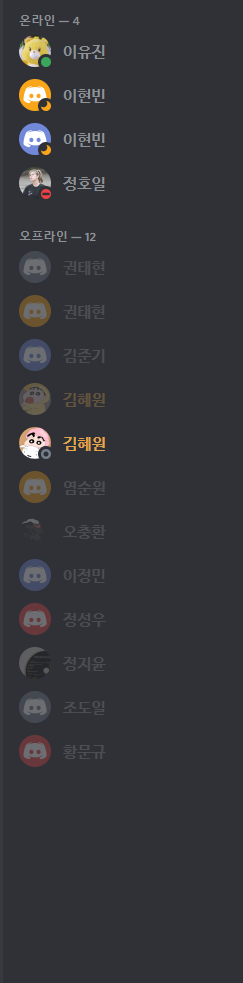 온라인 — 4
이유진
이현빈
이현빈
정호일
오프라인 — 12
권태현
권태현
김준기
김혜원
김혜원
염순원
오충환
이정민
정성우
정지윤
조도일
황문규